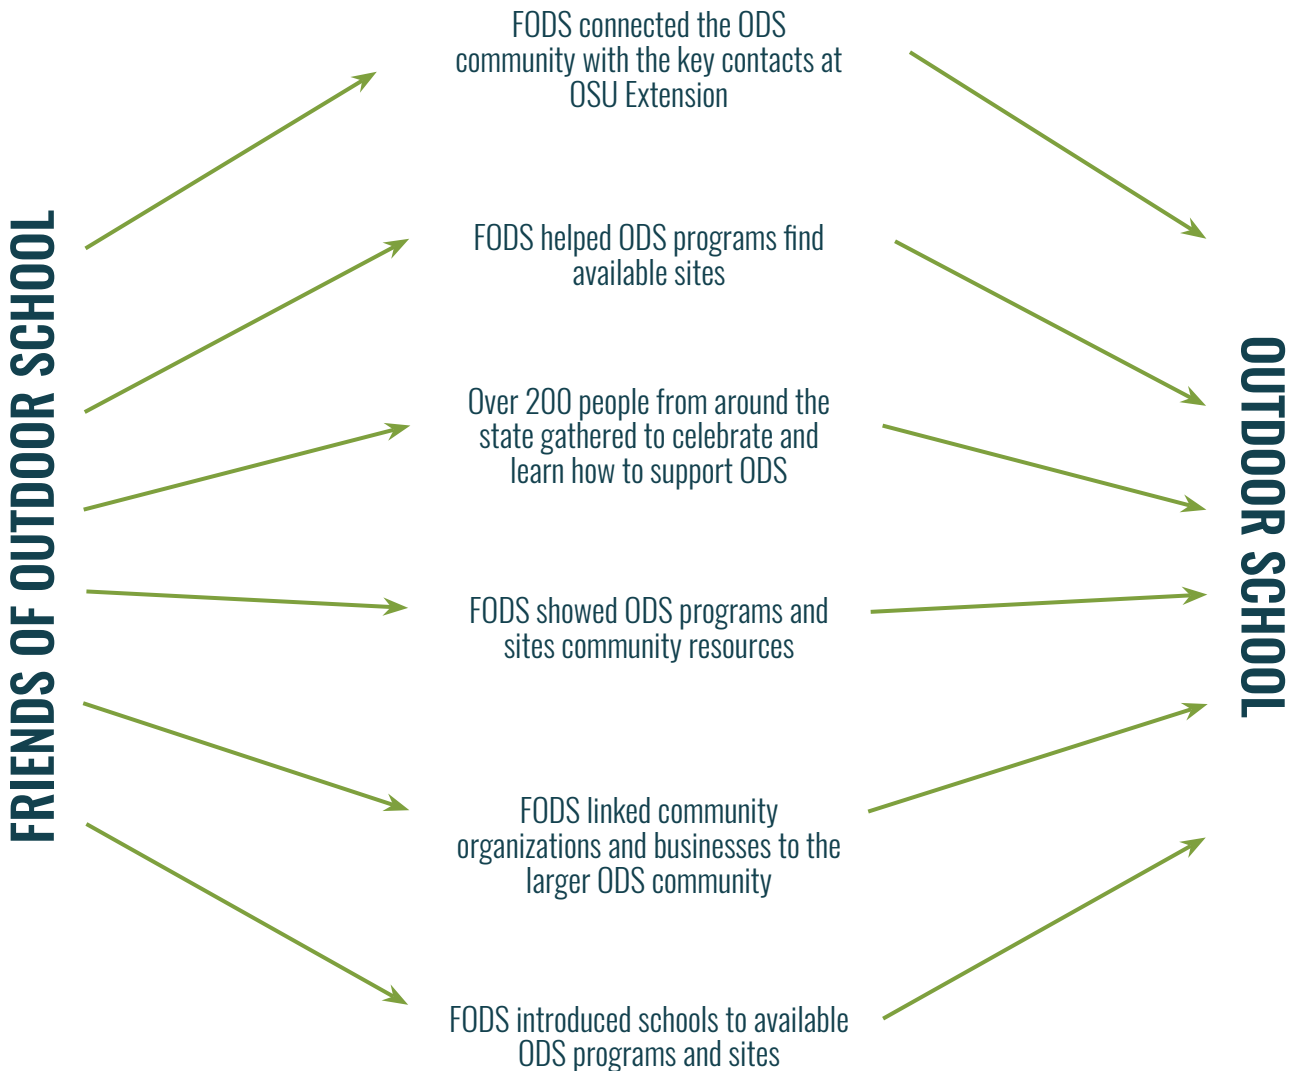 FRIENDS OF OUTDOOR SCHOOL
FODS connected the ODS
community with the key contacts at
OSU Extension
FODS helped ODS programs find
available sites
Over 200 people from around the
state gathered to celebrate and
learn how to support ODS
FODS showed ODS programs and
sites community resources
FODS linked community
organizations and businesses to the
larger ODS community
FODS introduced schools to available
ODS programs and sites
OUTDOOR SCHOOL